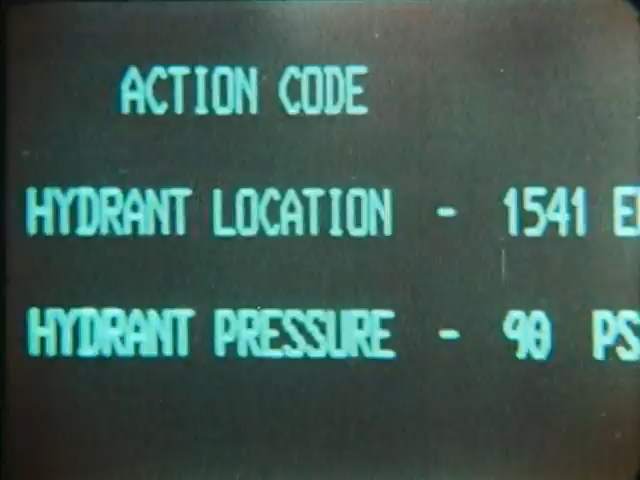 ACTION CODE
HYDRANT LOCATION - 1541
HYDRANT PRESSURE - 90 PS